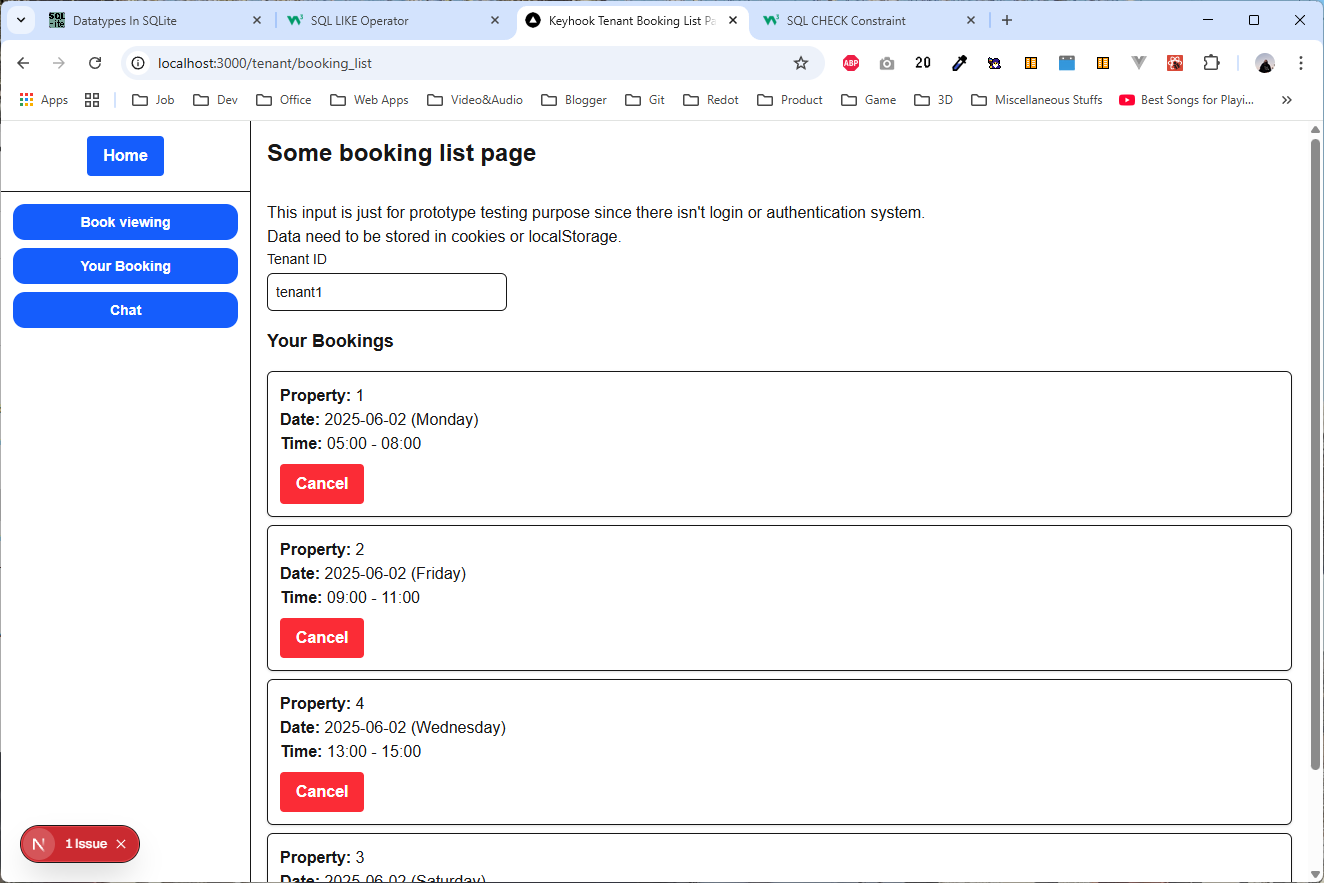 SQLite Datatypes In SQLite
SQL LIKE Operator
Keyhook Tenant Booking List Pa
SQL CHECK Constraint
localhost:3000/tenant/booking_list
ABP
20
Apps
Job
Dev
Office
Web Apps
Video&Audio
Blogger
Git
Redot
Product
Game
3D
Miscellaneous Stuffs
Best Songs for Playi...
Home
Book viewing
Your Booking
Chat
Some booking list page
This input is just for prototype testing purpose since there isn't login or authentication system.
Data need to be stored in cookies or localStorage.
Tenant ID
tenant1
Your Bookings
Property: 1
Date: 2025-06-02 (Monday)
Time: 05:00 - 08:00
Cancel
Property: 2
Date: 2025-06-02 (Friday)
Time: 09:00 - 11:00
Cancel
Property: 4
Date: 2025-06-02 (Wednesday)
Time: 13:00 - 15:00
Cancel
Property: 3
Date: 2025-06-02 (Saturday)
N 1 Issue